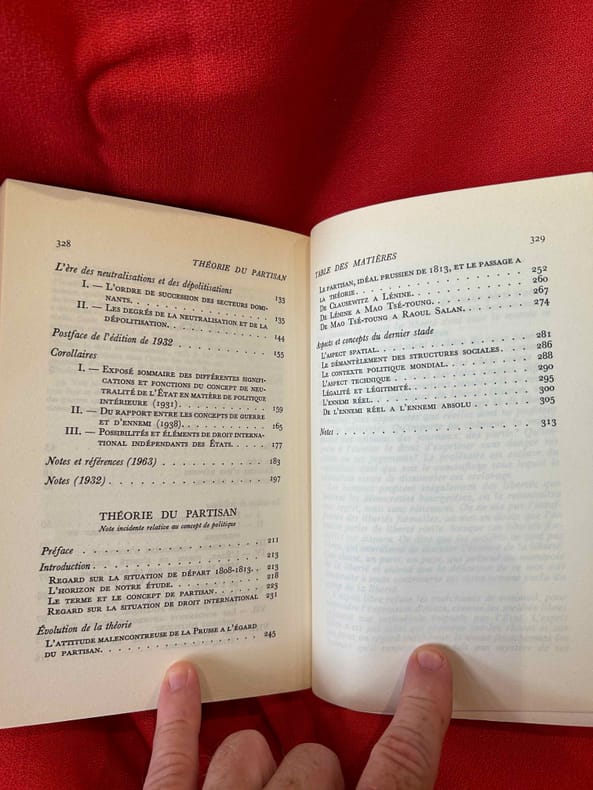 328
THÉORIE DU PARTISAN
L'ère des neutralisations et des dépolitisations
I. — L'ORDRE DE SUCCESSION DES SECTEURS DOMI-
NANTS. . . . . . . . . . . . . . 133
II. — LES DEGRÉS DE LA NEUTRALISATION ET DE LA 135
DÉPOLITISATION. . . . . . . . . . . 144
Postface de l'édition de 1932 . . . . . . . . . . 155
Corollaires
I. — EXPOSÉ SOMMAIRE DES DIFFÉRENTES SIGNIFI-
CATIONS ET FONCTIONS DU CONCEPT DE NEU-
TRALITÉ DE L'ÉTAT EN MATIÈRE DE POLITIQUE
INTÉRIEURE (1931). . . . . . . . . . 159
II. — DU RAPPORT ENTRE LES CONCEPTS DE GUERRE
ET D'ENNEMI (1938). . . . . . . . . . 165
III. — POSSIBILITÉS ET ÉLÉMENTS DE DROIT INTERNA-
TIONAL INDÉPENDANTS DES ÉTATS. . . . . 177
Notes et références (1963) . . . . . . . . . . . 183
Notes (1932) . . . . . . . . . . . . . . . . 197
THÉORIE DU PARTISAN
Note incidente relative au concept de politique
Préface . . . . . . . . . . . . . . . . . . 211
Introduction . . . . . . . . . . . . . . . . . 213
REGARD SUR LA SITUATION DE DÉPART 1808-1813. . 213
L'HORIZON DE NOTRE ÉTUDE. . . . . . . . . . 218
LE TERME ET LE CONCEPT DE PARTISAN. . . . . . 223
REGARD SUR LA SITUATION DE DROIT INTERNATIONAL 231
Évolution de la théorie
L'ATTITUDE MALENCONTREUSE DE LA PRUSSE A L'ÉGARD
DU PARTISAN. . . . . . . . . . . . . . . . 245
329
TABLE DES MATIÈRES
LE PARTISAN, IDÉAL PRUSSIEN DE 1813, ET LE PASSAGE A
LA THÉORIE. . . . . . . . . . . . . . . . 252
DE CLAUSEWITZ A LÉNINE. . . . . . . . . . . 260
DE LÉNINE A MAO TSÉ-TOUNG. . . . . . . . . 267
DE MAO TSÉ-TOUNG A RAOUL SALAN. . . . . . . 274
Aspects et concepts du dernier stade
L'ASPECT SPATIAL. . . . . . . . . . . . . . 281
LE DÉMANTÈLEMENT DES STRUCTURES SOCIALES. . . 286
LE CONTEXTE POLITIQUE MONDIAL. . . . . . . . 288
L'ASPECT TECHNIQUE . . . . . . . . . . . . 290
LÉGALITÉ ET LÉGITIMITÉ. . . . . . . . . . . 295
L'ENNEMI RÉEL. . . . . . . . . . . . . . . 300
DE L'ENNEMI RÉEL A L'ENNEMI ABSOLU . . . . . . 305
Notes . . . . . . . . . . . . . . . . . . 313